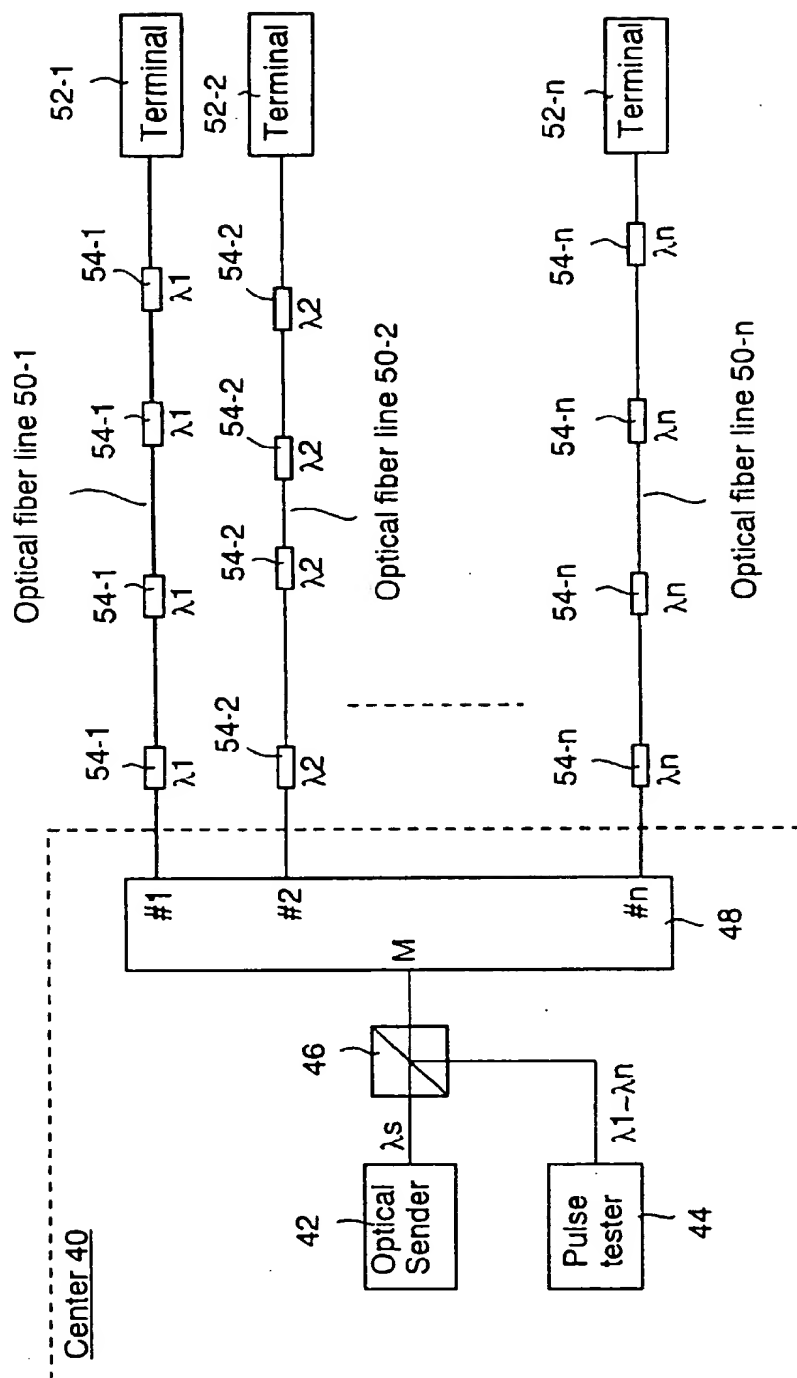 Center 40
42
Optical
Sender
λs
46
Pulse
tester
44
λ1~λn
M
#1
#2
#n
48
Optical fiber line 50-1
54-1
λ1
54-1
λ1
54-1
λ1
54-1
λ1
52-1
Terminal
54-2
λ2
54-2
λ2
54-2
λ2
54-2
λ2
Optical fiber line 50-2
52-2
Terminal
54-n
λn
54-n
λn
54-n
λn
54-n
λn
Optical fiber line 50-n
52-n
Terminal